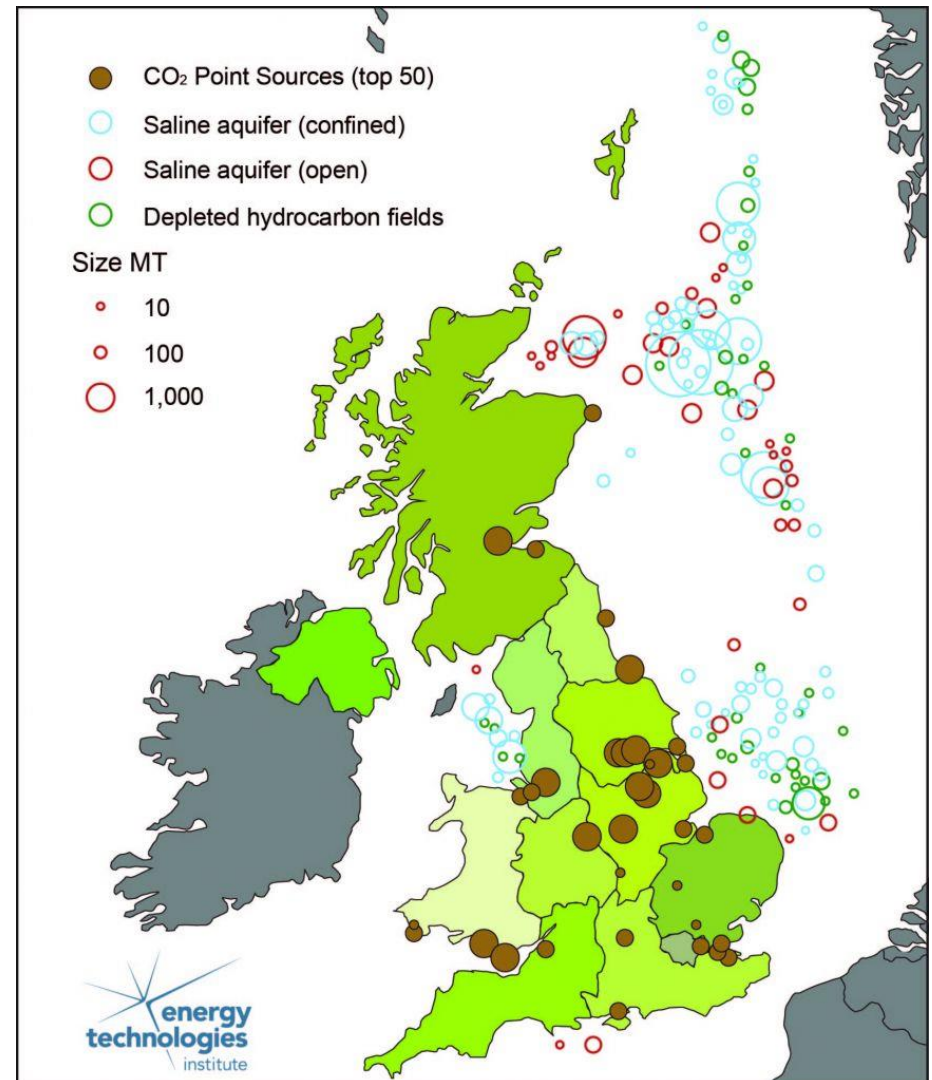 CO₂ Point Sources (top 50)
Saline aquifer (confined)
Saline aquifer (open)
Depleted hydrocarbon fields
Size MT
10
100
1,000
energy
technologies
institute